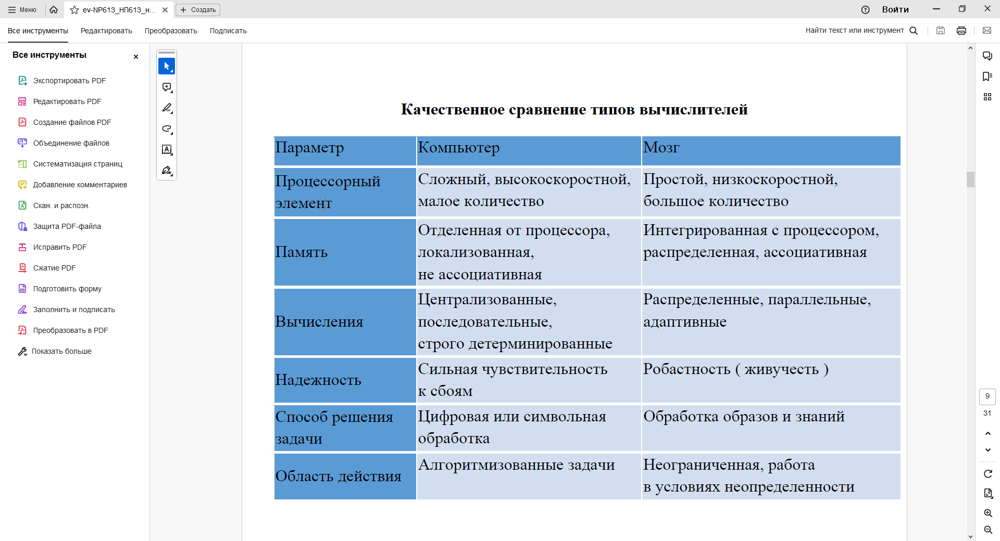 Меню
ev-NP613_НП613_н...
Создать
Войти
Все инструменты
Редактировать
Преобразовать
Подписать
Найти текст или инструмент
Все инструменты
Экспортировать PDF
Редактировать PDF
Создание файлов PDF
Объединение файлов
Систематизация страниц
Добавление комментариев
Скан. и распозн.
Защита PDF-файла
Исправить PDF
Сжатие PDF
Подготовить форму
Заполнить и подписать
Преобразовать в PDF
Показать больше
Качественное сравнение типов вычислителей
Параметр
Компьютер
Мозг
Процессорный
элемент
Сложный, высокоскоростной,
малое количество
Простой, низкоскоростной,
большое количество
Память
Отделенная от процессора,
локализованная,
не ассоциативная
Интегрированная с процессором,
распределенная, ассоциативная
Вычисления
Централизованные,
последовательные,
строго детерминированные
Распределенные, параллельные,
адаптивные
Надежность
Сильная чувствительность
к сбоям
Робастность ( живучесть )
Способ решения
задачи
Цифровая или символьная
обработка
Обработка образов и знаний
Область действия
Алгоритмизованные задачи
Неограниченная, работа
в условиях неопределенности
9
31